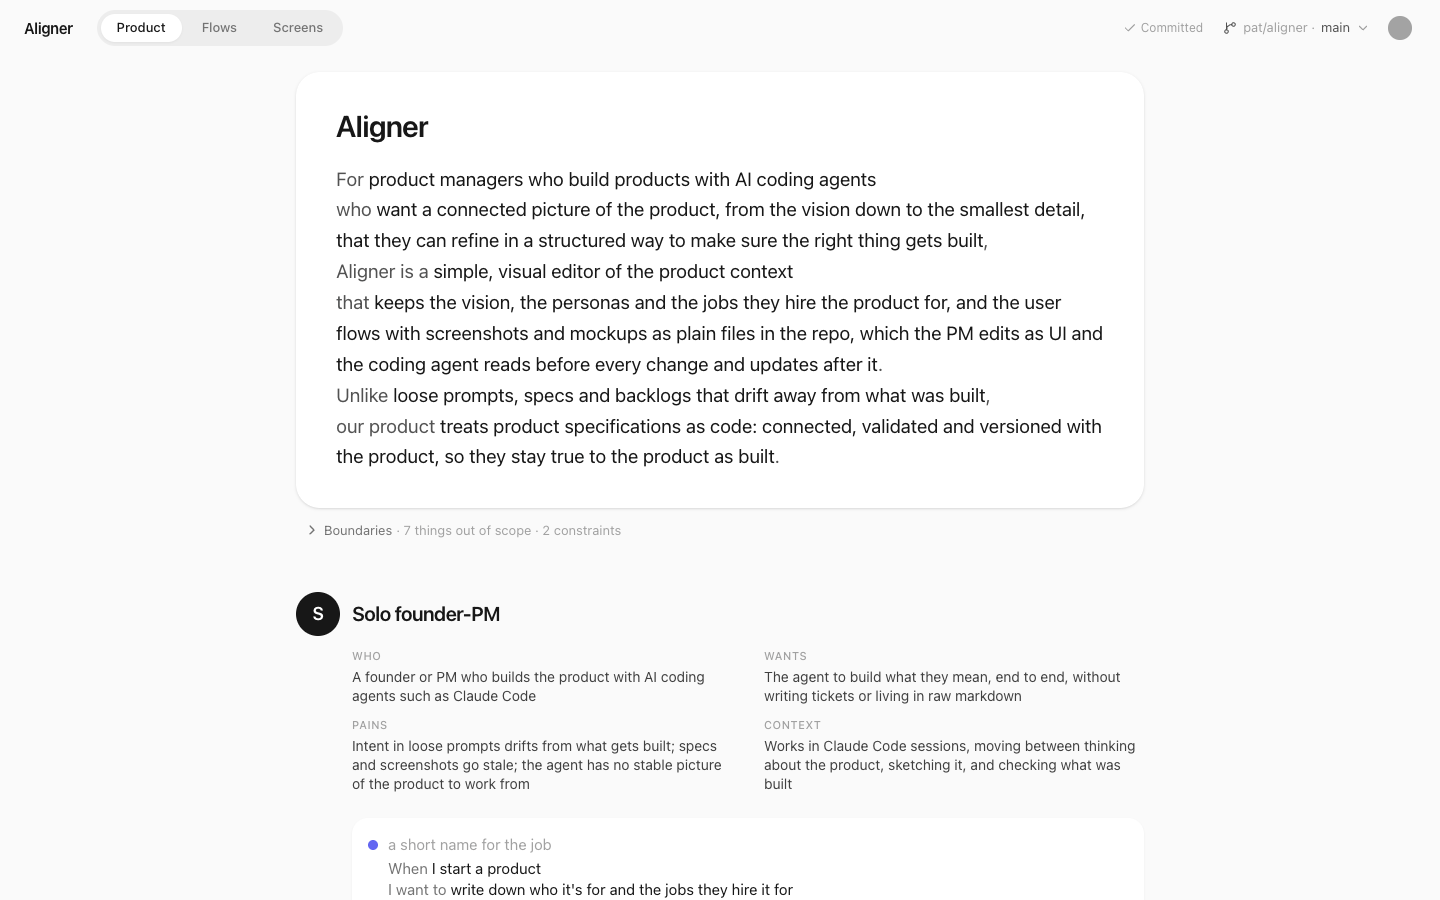 Aligner
Product
Flows
Screens
Committed
pat/aligner · main
Aligner
For product managers who build products with AI coding agents
who want a connected picture of the product, from the vision down to the smallest detail,
that they can refine in a structured way to make sure the right thing gets built,
Aligner is a simple, visual editor of the product context
that keeps the vision, the personas and the jobs they hire the product for, and the user
flows with screenshots and mockups as plain files in the repo, which the PM edits as UI and
the coding agent reads before every change and updates after it.
Unlike loose prompts, specs and backlogs that drift away from what was built,
our product treats product specifications as code: connected, validated and versioned with
the product, so they stay true to the product as built.
Boundaries · 7 things out of scope · 2 constraints
S
Solo founder-PM
WHO
A founder or PM who builds the product with AI coding
agents such as Claude Code
WANTS
The agent to build what they mean, end to end, without
writing tickets or living in raw markdown
PAINS
Intent in loose prompts drifts from what gets built; specs
and screenshots go stale; the agent has no stable picture
of the product to work from
CONTEXT
Works in Claude Code sessions, moving between thinking
about the product, sketching it, and checking what was
built
a short name for the job
When I start a product
I want to write down who it's for and the jobs they hire it for